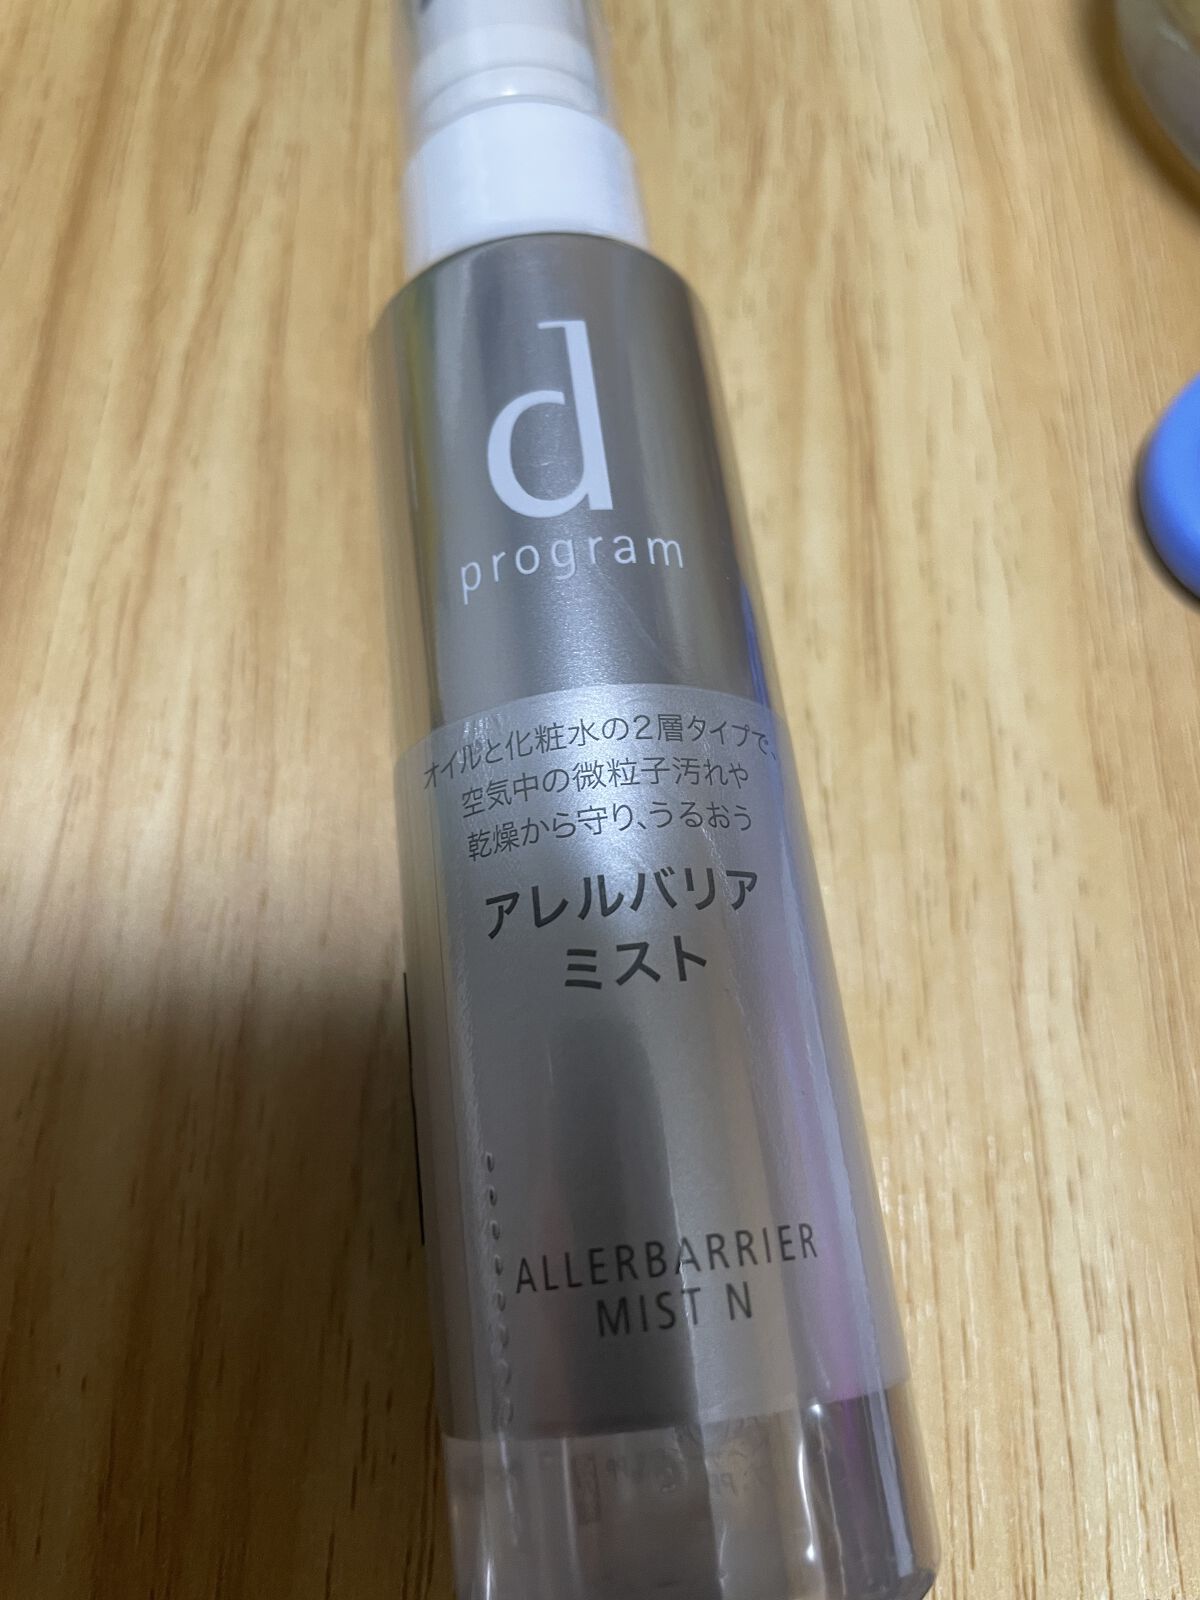 d
program
オイルと化粧水の2層タイプで、
空気中の微粒子汚れや
乾燥から守り、うるおう
アレルバリア
ミスト
ALLERBARRIER
MIST N